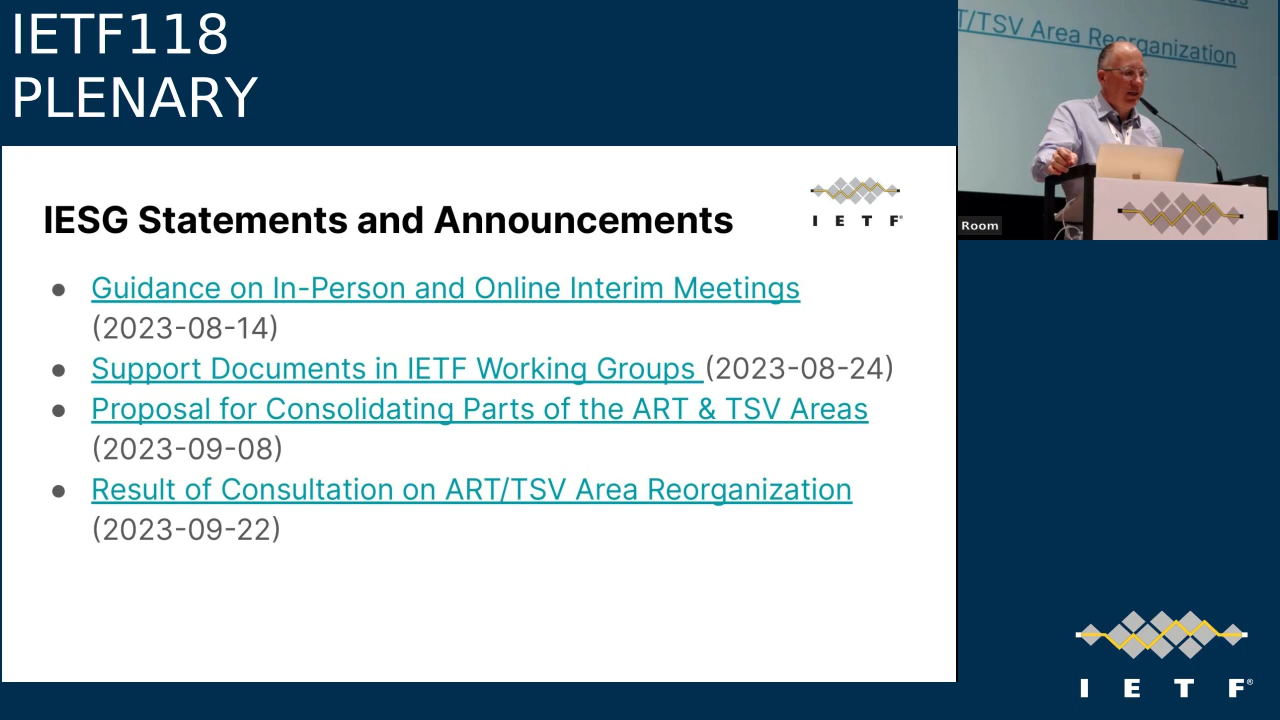 IETF118
PLENARY
IESG Statements and Announcements
I E T F®
● Guidance on In-Person and Online Interim Meetings
(2023-08-14)
● Support Documents in IETF Working Groups (2023-08-24)
● Proposal for Consolidating Parts of the ART & TSV Areas
(2023-09-08)
● Result of Consultation on ART/TSV Area Reorganization
(2023-09-22)
T/TSV Area Reorganization
Room
I E T F®